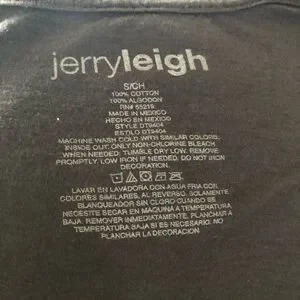 jerryleigh
S/CH
100% COTTON
100% ALGODON
RN# 55219
MADE IN MEXICO
HECHO EN MEXICO
STYLE DT9404
ESTILO DT9404
MACHINE WASH COLD WITH SIMILAR COLORS,
INSIDE OUT. ONLY NON-CHLORINE BLEACH
WHEN NEEDED. TUMBLE DRY LOW. REMOVE
PROMPTLY. LOW IRON IF NEEDED. DO NOT IRON
DECORATION.
LAVAR EN LAVADORA CON AGUA FRIA CON
COLORES SIMILARES, AL REVERSO. SOLAMENTE
BLANQUEADOR SIN CLORO CUANDO SE
NECESITE SECAR EN MAQUINA A TEMPERATURA
BAJA. REMOVER INMEDIATAMENTE. PLANCHAR A
TEMPERATURA BAJA SI ES NECESARIO. NO
PLANCHAR LA DECORACION